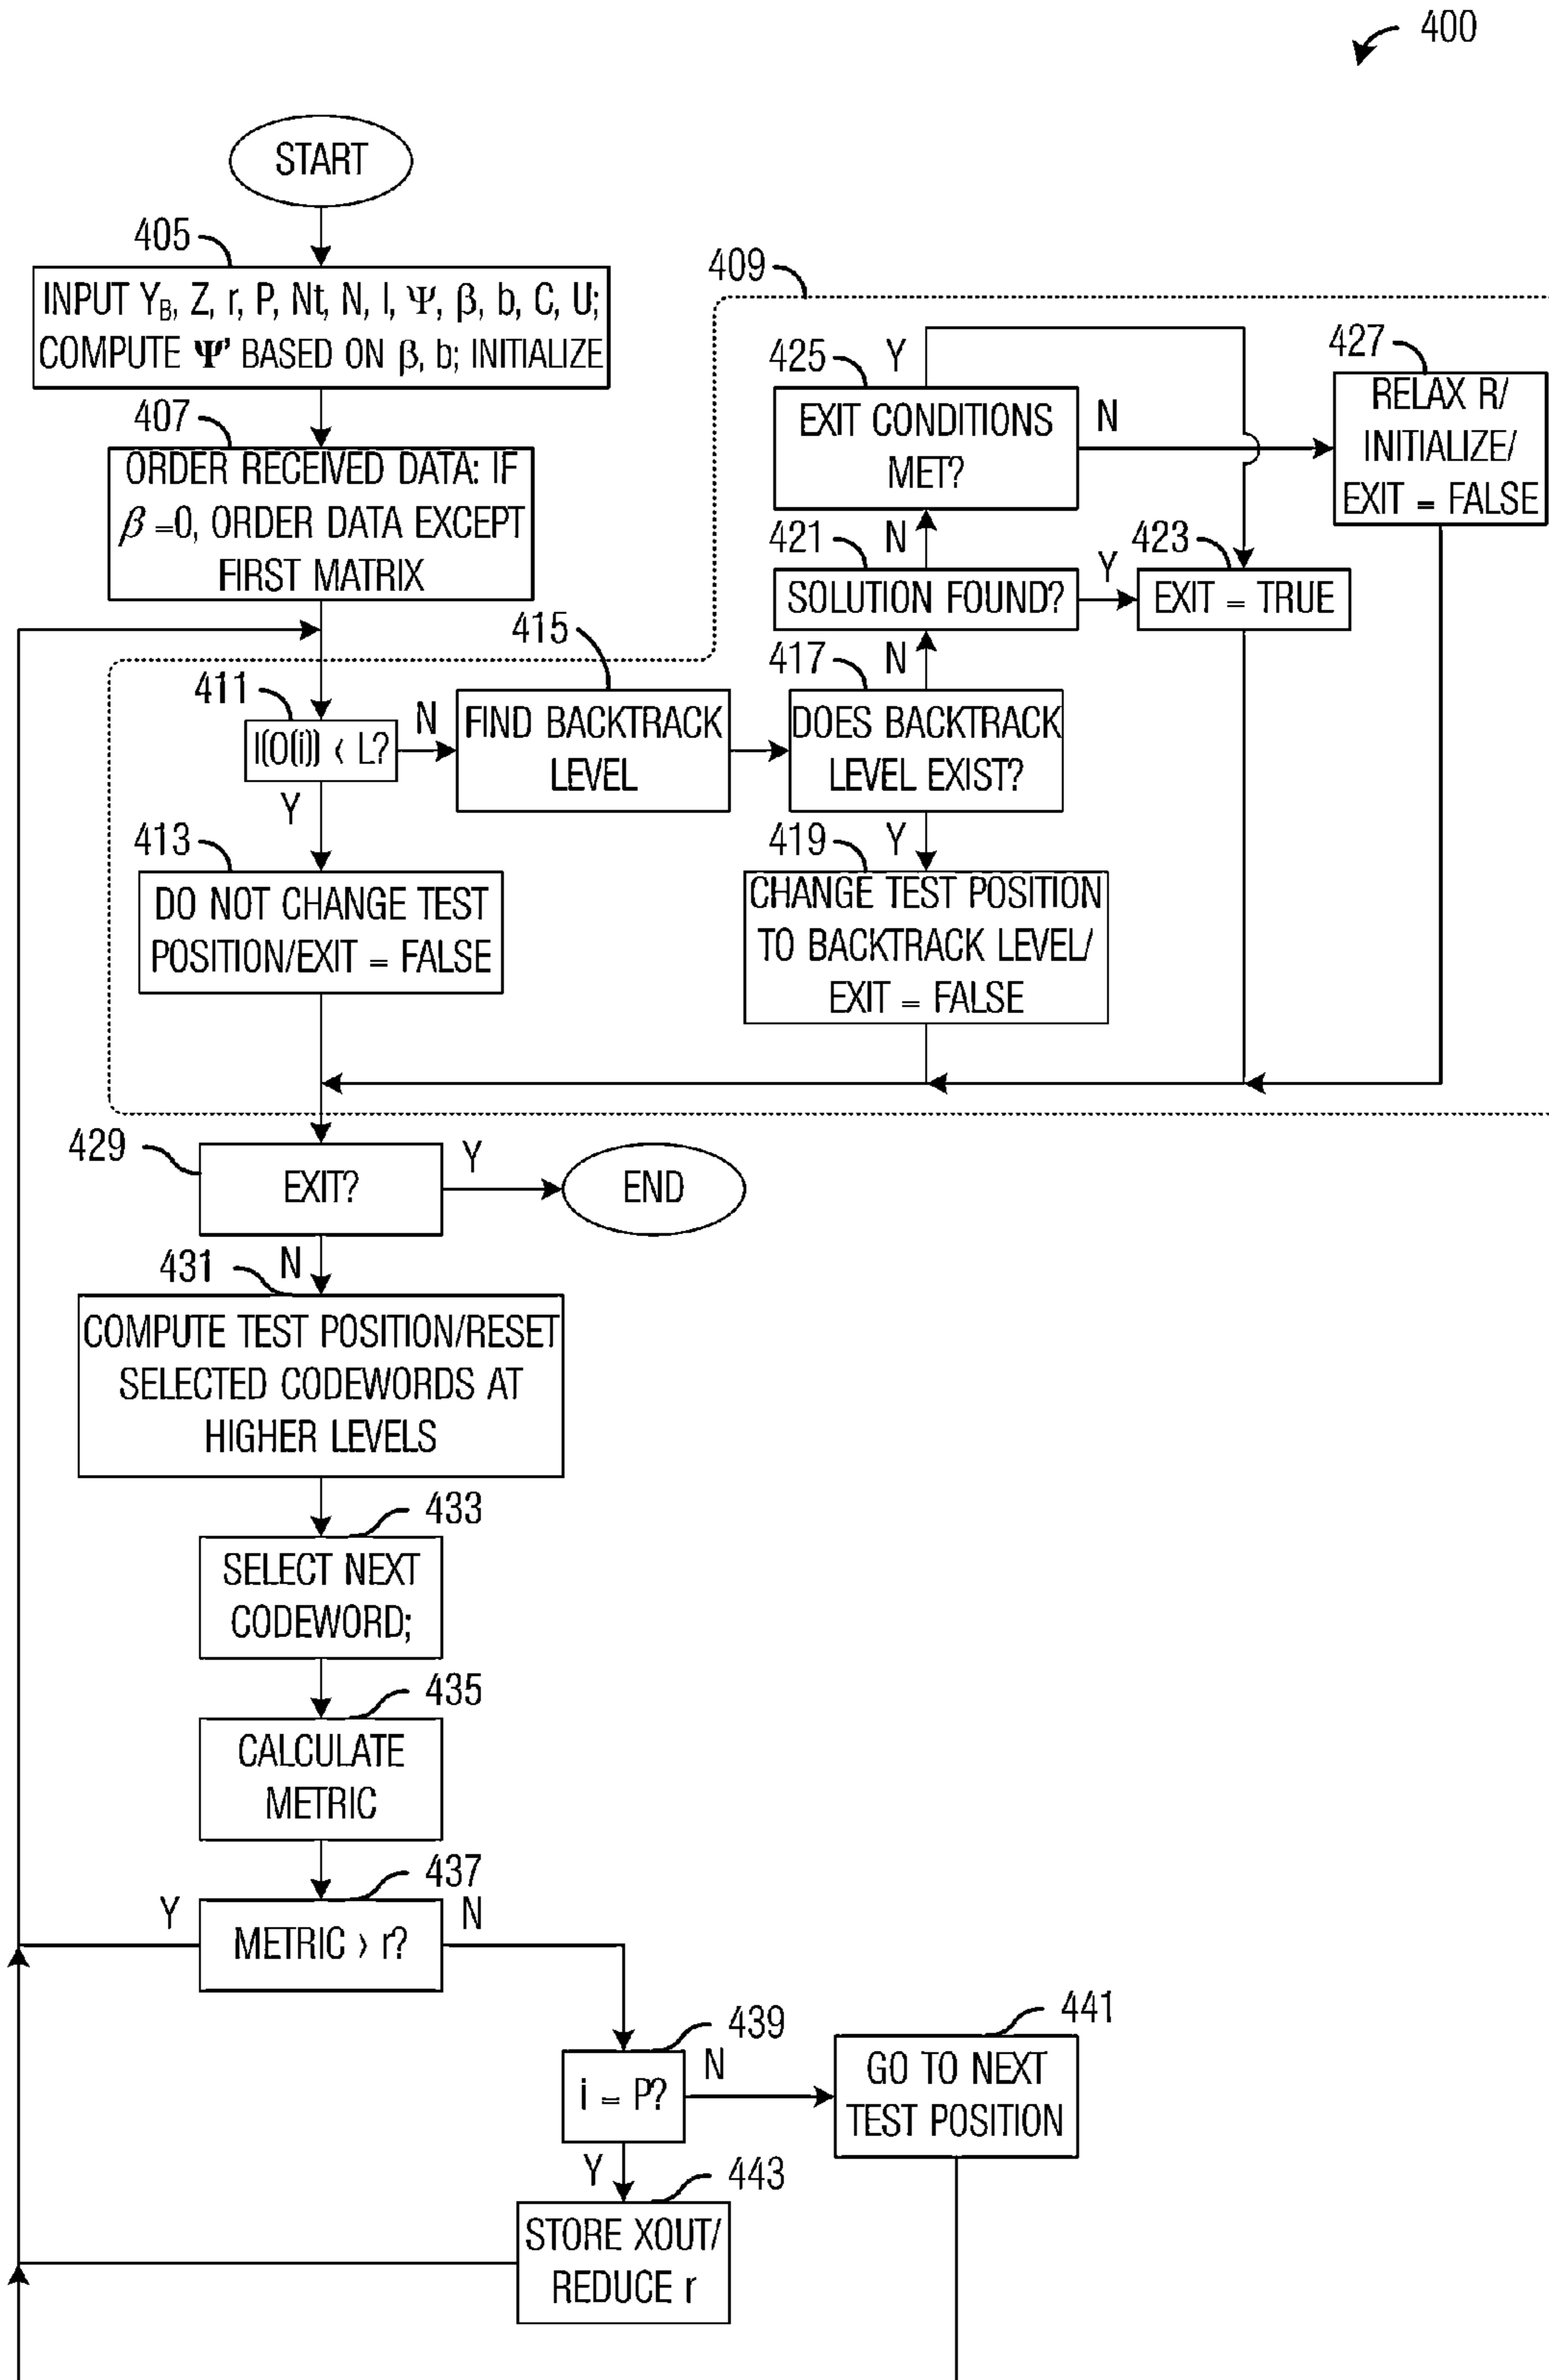 400
START
405
INPUT Y_B, Z, r, P, Nt, N, I, Ψ, β, b, C, U;
COMPUTE Ψ' BASED ON β, b; INITIALIZE
407
ORDER RECEIVED DATA: IF
β =0, ORDER DATA EXCEPT
FIRST MATRIX
409
411
I(O(i)) < L?
N
Y
413
DO NOT CHANGE TEST
POSITION/EXIT = FALSE
415
FIND BACKTRACK
LEVEL
417
N
DOES BACKTRACK
LEVEL EXIST?
419
Y
CHANGE TEST POSITION
TO BACKTRACK LEVEL/
EXIT = FALSE
421
N
SOLUTION FOUND?
Y
423
EXIT = TRUE
425
Y
EXIT CONDITIONS
MET?
N
427
RELAX R/
INITIALIZE/
EXIT = FALSE
429
EXIT?
Y
END
N
431
COMPUTE TEST POSITION/RESET
SELECTED CODEWORDS AT
HIGHER LEVELS
433
SELECT NEXT
CODEWORD;
435
CALCULATE
METRIC
437
Y
METRIC > r?
N
439
i = P?
N
441
GO TO NEXT
TEST POSITION
Y
443
STORE XOUT/
REDUCE r